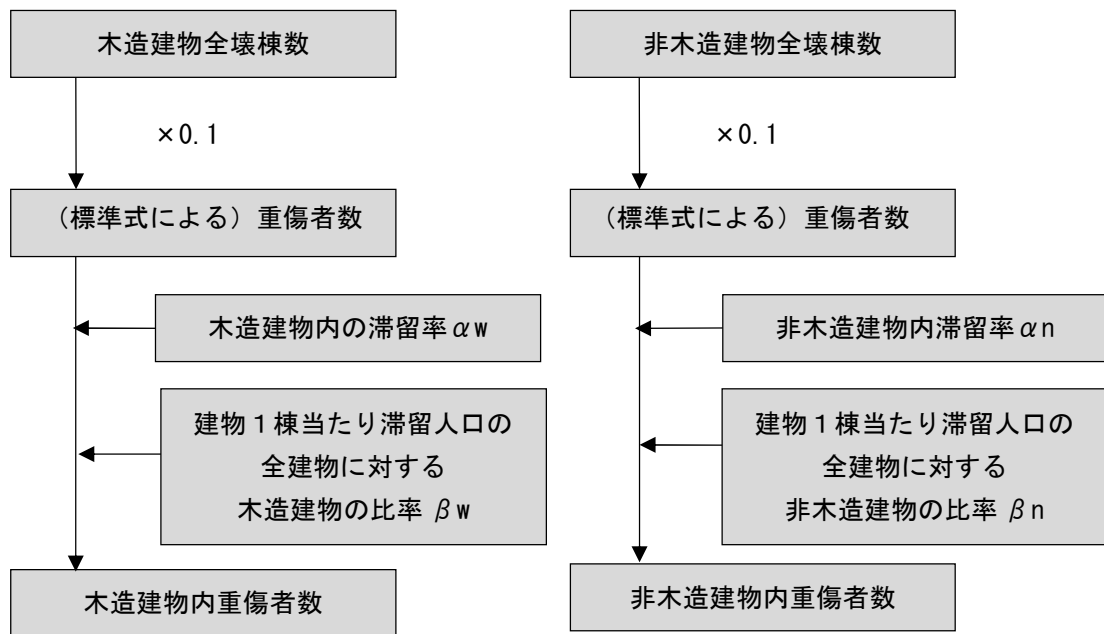 木造建物全壊棟数
×0.1
（標準式による）重傷者数
木造建物内の滞留率αw
建物１棟当たり滞留人口の
全建物に対する
木造建物の比率 βw
木造建物内重傷者数
非木造建物全壊棟数
×0.1
（標準式による）重傷者数
非木造建物内滞留率αn
建物１棟当たり滞留人口の
全建物に対する
非木造建物の比率 βn
非木造建物内重傷者数